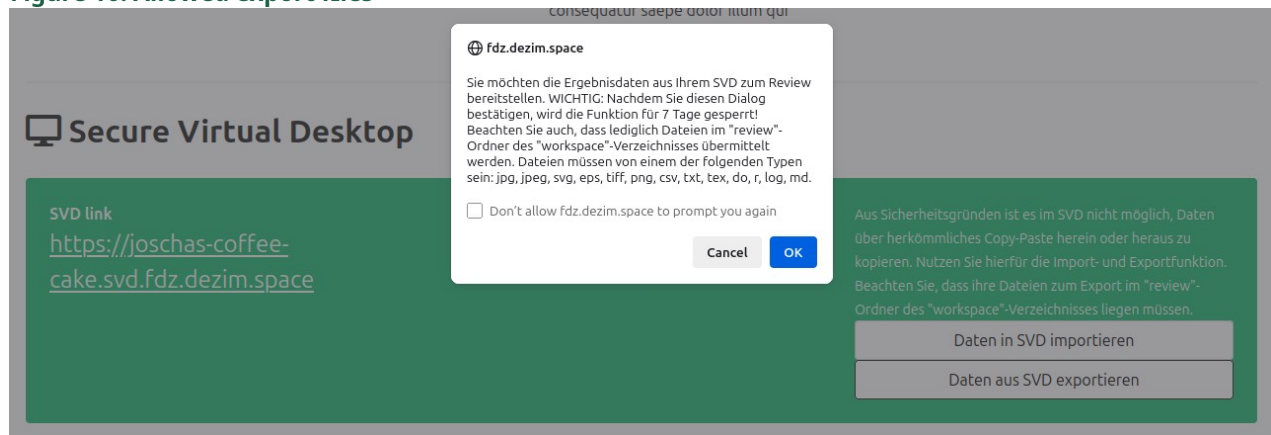 consequatur saepe dolor illum qui
fdz.dezim.space
Sie möchten die Ergebnisdaten aus Ihrem SVD zum Review
bereitstellen. WICHTIG: Nachdem Sie diesen Dialog
bestätigen, wird die Funktion für 7 Tage gesperrt!
Beachten Sie auch, dass lediglich Dateien im "review"-
Ordner des "workspace"-Verzeichnisses übermittelt
werden. Dateien müssen von einem der folgenden Typen
sein: jpg, jpeg, svg, eps, tiff, png, csv, txt, tex, do, r, log, md.
Don't allow fdz.dezim.space to prompt you again
Cancel OK
Secure Virtual Desktop
SVD link
https://joschas-coffee-
cake.svd.fdz.dezim.space
Aus Sicherheitsgründen ist es im SVD nicht möglich, Daten
über herkömmliches Copy-Paste herein oder heraus zu
kopieren. Nutzen Sie hierfür die Import- und Exportfunktion.
Beachten Sie, dass ihre Dateien zum Export im "review"-
Ordner des "workspace"-Verzeichnisses liegen müssen.
Daten in SVD importieren
Daten aus SVD exportieren